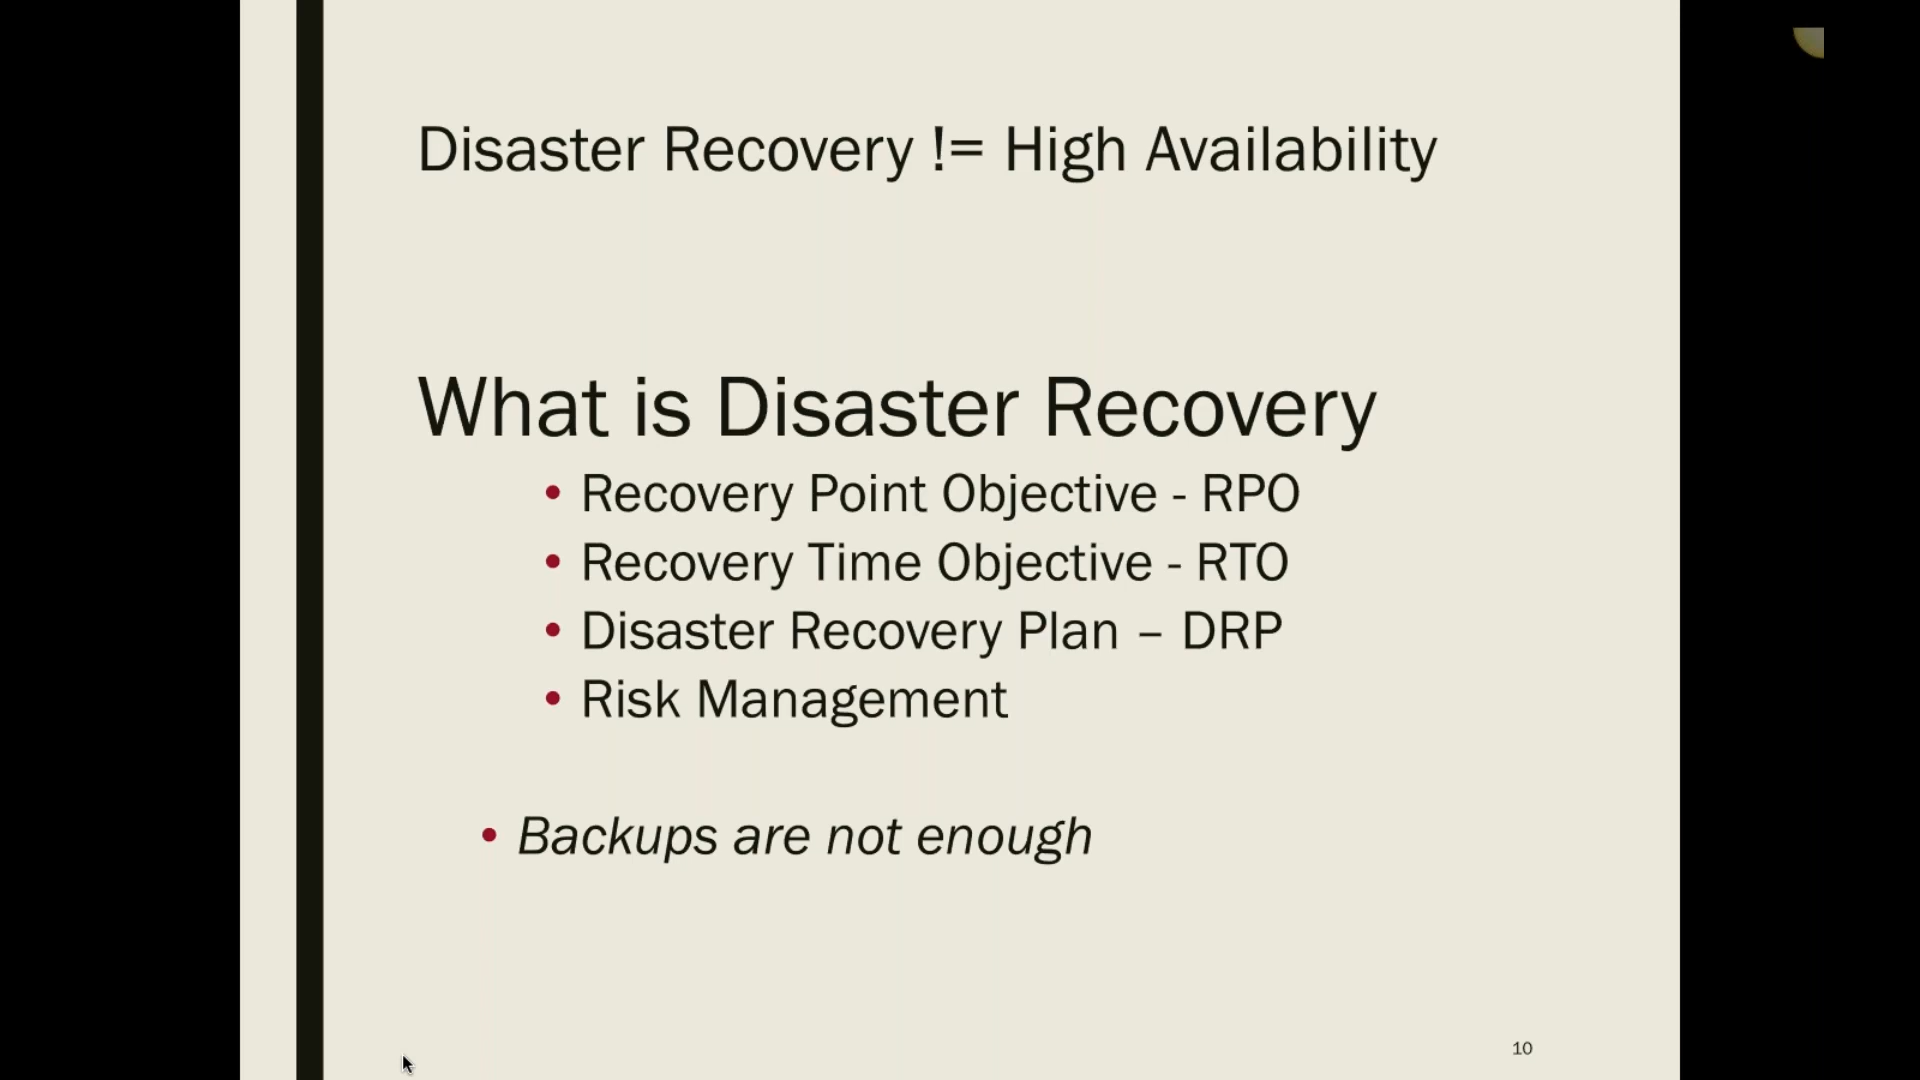 Disaster Recovery != High Availability
What is Disaster Recovery
• Recovery Point Objective - RPO
• Recovery Time Objective - RTO
• Disaster Recovery Plan – DRP
• Risk Management
• Backups are not enough
10